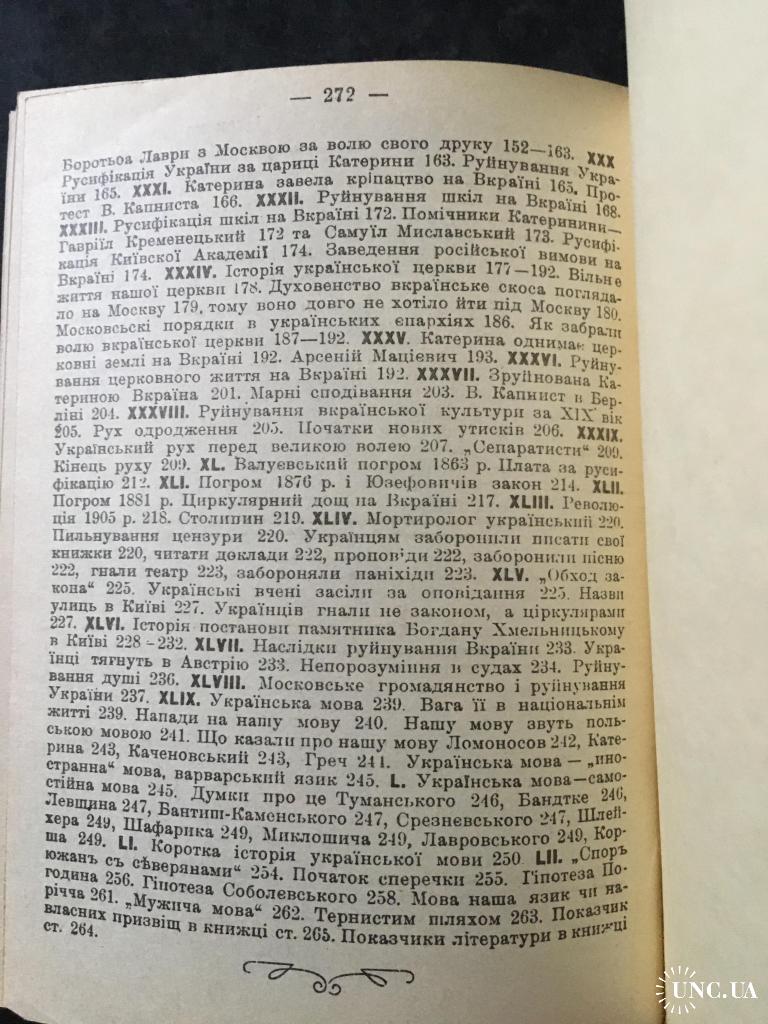 — 272 —
Боротьба Лаври з Москвою за волю свого друку 152—163. XXX
Русифікація України за цариці Катерини 163. Руйнування Укра-
їни 165. XXXI. Катерина завела кріпацтво на Вкраїні 165. Про-
тест В. Капниста 166. XXXII. Руйнування шкіл на Вкраїні 168.
XXXIII. Русифікація шкіл на Вкраїні 172. Помічники Катеринини—
Гавриїл Кременецький 172 та Самуїл Миславський 173. Русифі-
кація Київскої Академії 174. Заведення російської вимови на
Вкраїні 174. XXXIV. Історія української церкви 177—192. Вільне
життя нашої церкви 178. Духовенство вкраїнське скоса погляда-
ло на Москву 179, тому воно довго не хотіло йти під Москву 180.
Московсьскі порядки в українських епархіях 186. Як забрали
волю вкраїнської церкви 187—192. XXXV. Катерина однимає цер-
ковні землі на Вкраїні 192. Арсеній Маціевич 193. XXXVI. Руйну-
вання церковного життя на Вкраїні 192. XXXVII. Зруйнована Ка-
териною Вкраїна 201. Марні сподівання 203. В. Капнист в Бер-
ліні 204. XXXVIII. Руйнування вкраїнської культури за XIX вік
205. Рух одродження 205. Початки нових утисків 206. XXXIX.
Український рух перед великою волею 207. „Сепаратисти“ 209.
Кінець руху 209. XL. Валуевський погром 1863 р. Плата за руси-
фікацію 212. XLI. Погром 1876 р. і Юзефовичів закон 214. XLII.
Погром 1881 р. Циркулярний дощ на Вкраїні 217. XLIII. Револю-
ція 1905 р. 218. Столипин 219. XLIV. Мортиролог український 220.
Пильнування цензури 220. Українцям заборонили писати свої
книжки 220, читати доклади 222, проповіди 222, заборонили пісню
222, гнали театр 223, забороняли паніхіди 223. XLV. „Обход за-
кона“ 225. Українські вчені засіли за оповідання 225. Назви
улиць в Київі 227. Українців гнали не законом, а ціркулярами
227. XLVI. Історія постанови памятника Богдану Хмельницькому
в Київі 228—232. XLVII. Наслідки руйнування Вкраїни 233. Укра-
їнці тягнуть в Австрію 233. Непорозуміння в судах 234. Руйну-
вання душі 236. XLVIII. Московське громадянство і руйнування
України 237. XLIX. Українська мова 239. Вага її в національнім
житті 239. Напади на нашу мову 240. Нашу мову звуть поль-
ською мовою 241. Що казали про нашу мову Ломоносов 242, Кате-
рина 243, Каченовський 243, Греч 244. Українська мова — „ино-
странна“ мова, варварський язик 245. L. Українська мова—само-
стійна мова 245. Думки про це Туманського 246, Бандтке 246,
Левщина 247, Бантиш-Каменського 247, Срезневського 247, Шлей-
хера 249, Шафарика 249, Миклошича 249, Лавровського 249, Кор-
ша 249. LI. Коротка історія української мови 250 LII. „Споръ
южанъ съ сѣверянами“ 254. Початок сперечки 255. Гіпотеза По-
година 256. Гіпотеза Соболевського 258. Мова наша язик чи на-
річча 261. „Мужича мова“ 262. Тернистим шляхом 263. Показчик
власних призвіщ в книжці ст. 265. Показчики літератури в книжці
ст. 264.
UNC.UA